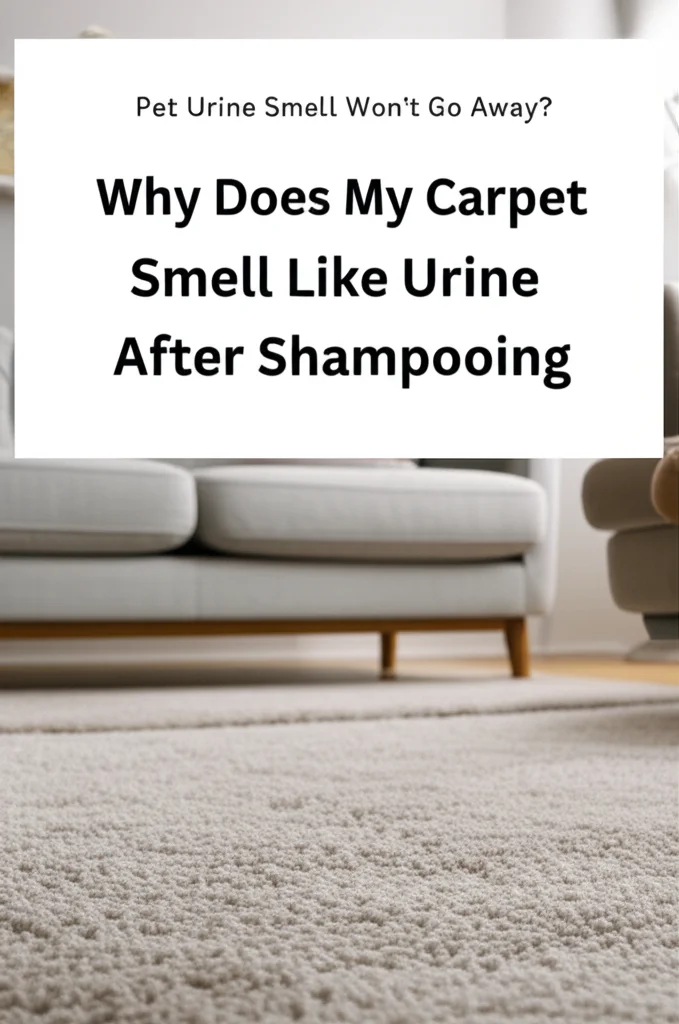 Pet Urine Smell Won't Go Away?
Why Does My Carpet
Smell Like Urine
After Shampooing